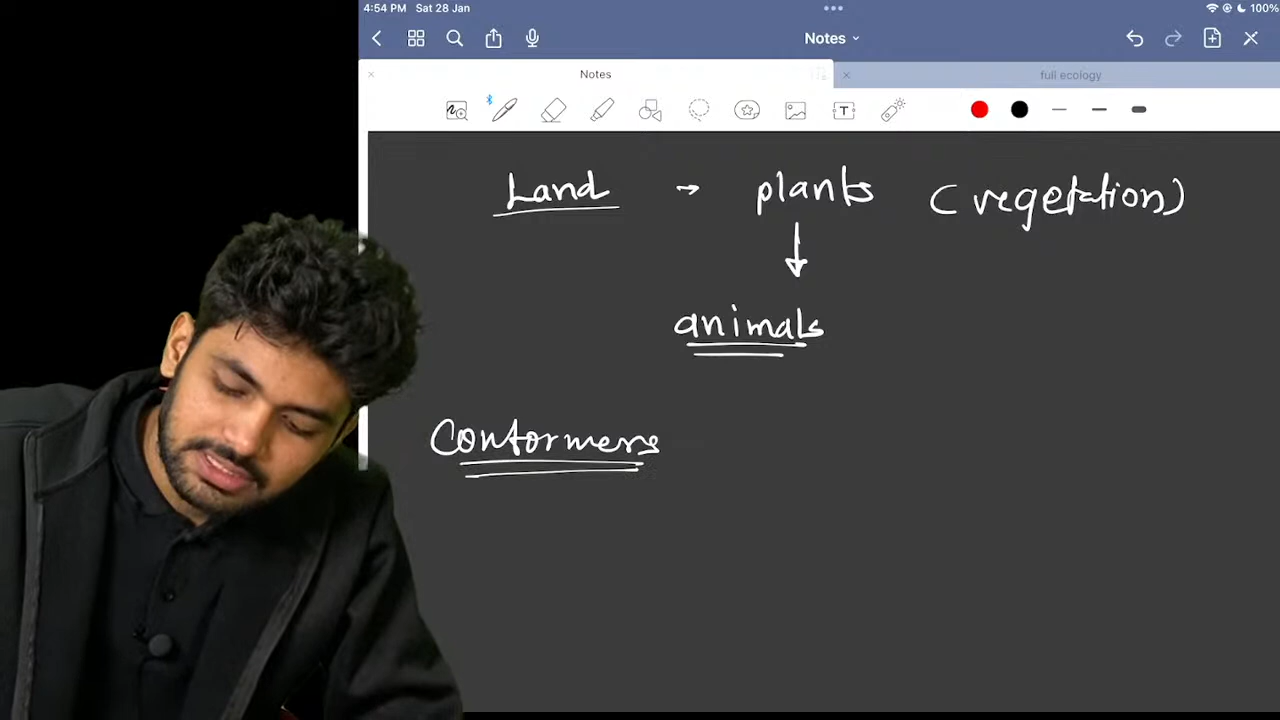 4:54 PM Sat 28 Jan
100%
Notes
Notes
full ecology
T
Land → plants (vegetation)
↓
animals
Conformers